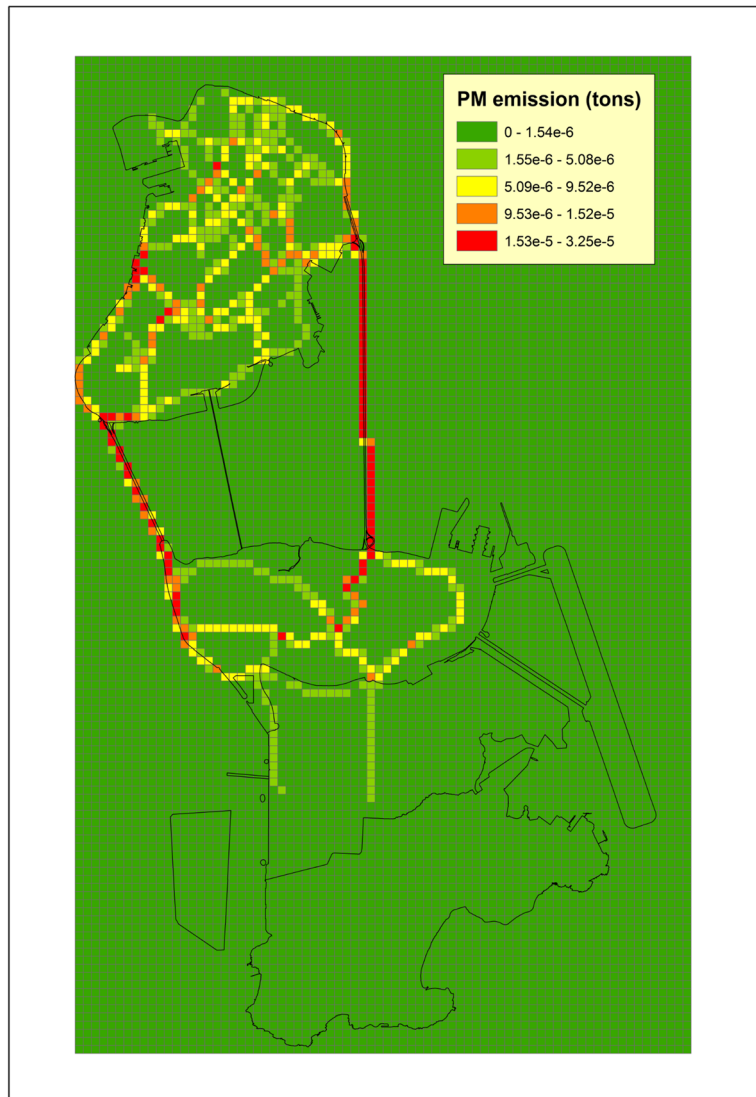 PM emission (tons)
0 - 1.54e-6
1.55e-6 - 5.08e-6
5.09e-6 - 9.52e-6
9.53e-6 - 1.52e-5
1.53e-5 - 3.25e-5